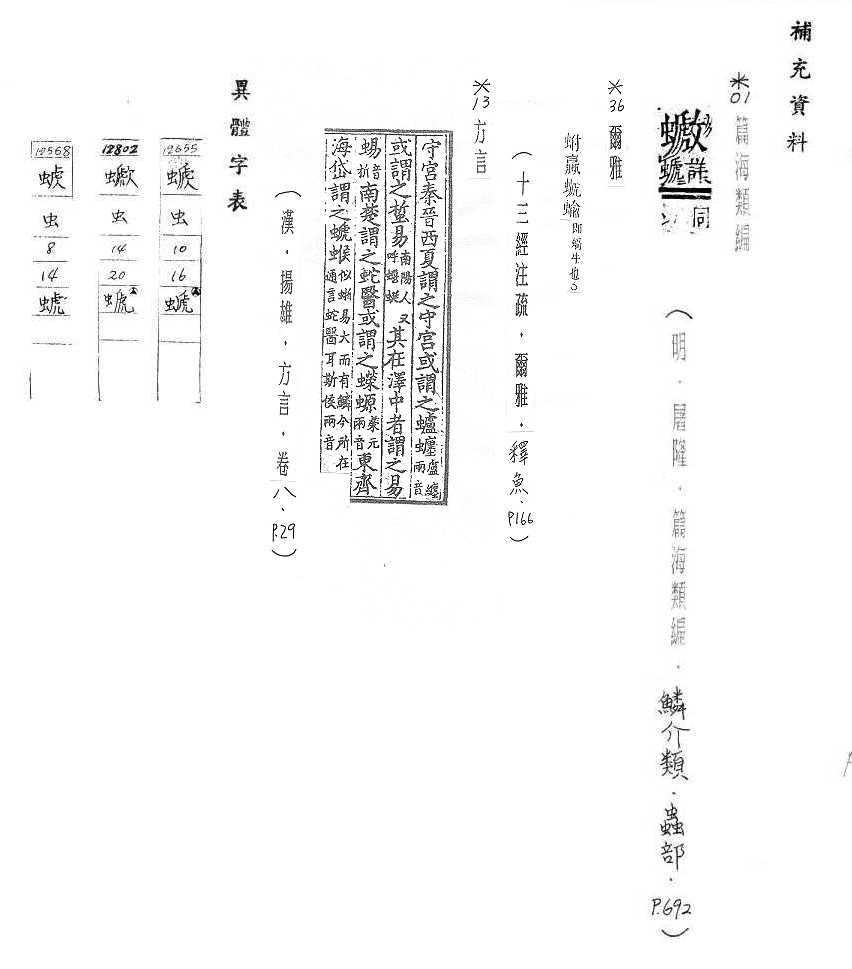 補充資料
*01 篇海類編
同
(明．屠隆．篇海類編．鱗介類．蟲部．P.692)
*36 爾雅
蚹蠃螔蝓即蝸牛也
(十三經注疏．爾雅．釋魚．P166)
*13 方言
守宮秦晉西夏謂之守宮或謂之蠦䗺盧纏兩音
或謂之蜤易南陽人又呼蝘蜓其在澤中者謂之易
蜴音析南楚謂之蛇醫或謂之蠑螈榮元兩音東齊
海岱謂之螔䗔似蜥易大而有鱗今所在通言蛇醫耳斯侯兩音
(漢．揚雄．方言．卷八．P.29)
異體字表
12655
虫
10
16
螔
12802
虫
14
20
12568
虫
8
14